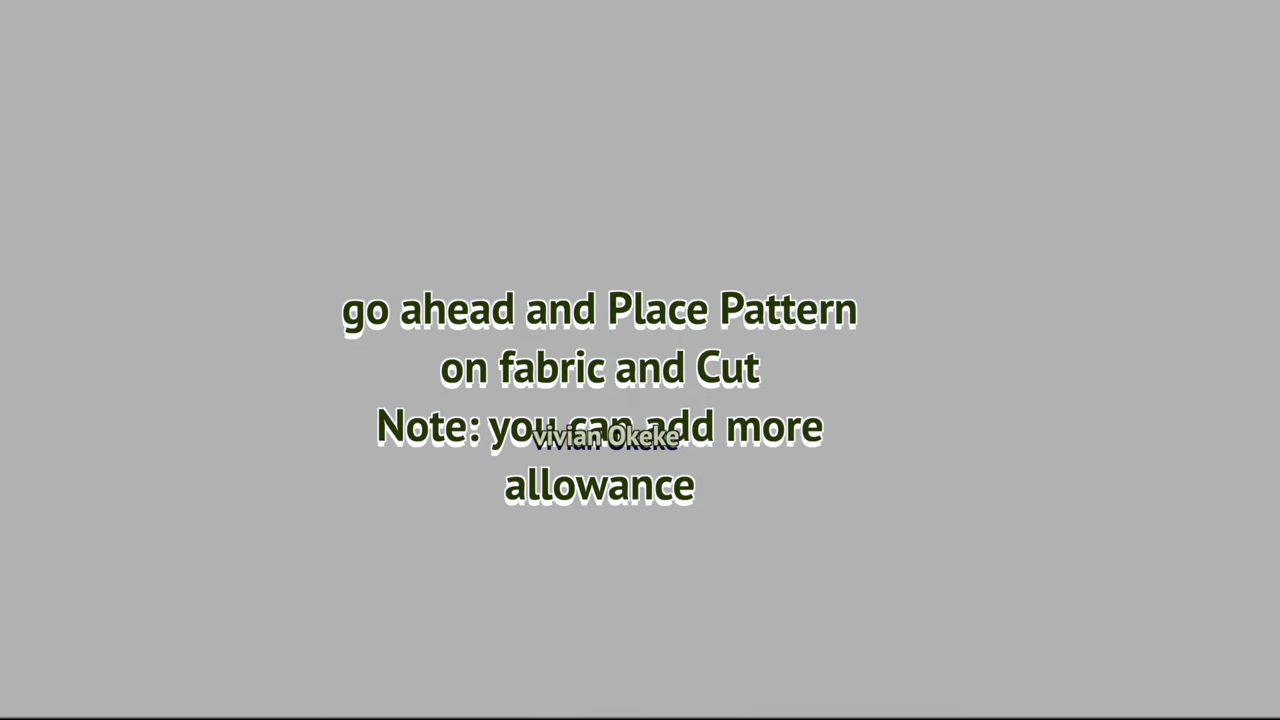 go ahead and Place Pattern
on fabric and Cut
Note: you can add more
vivian Okeke
allowance